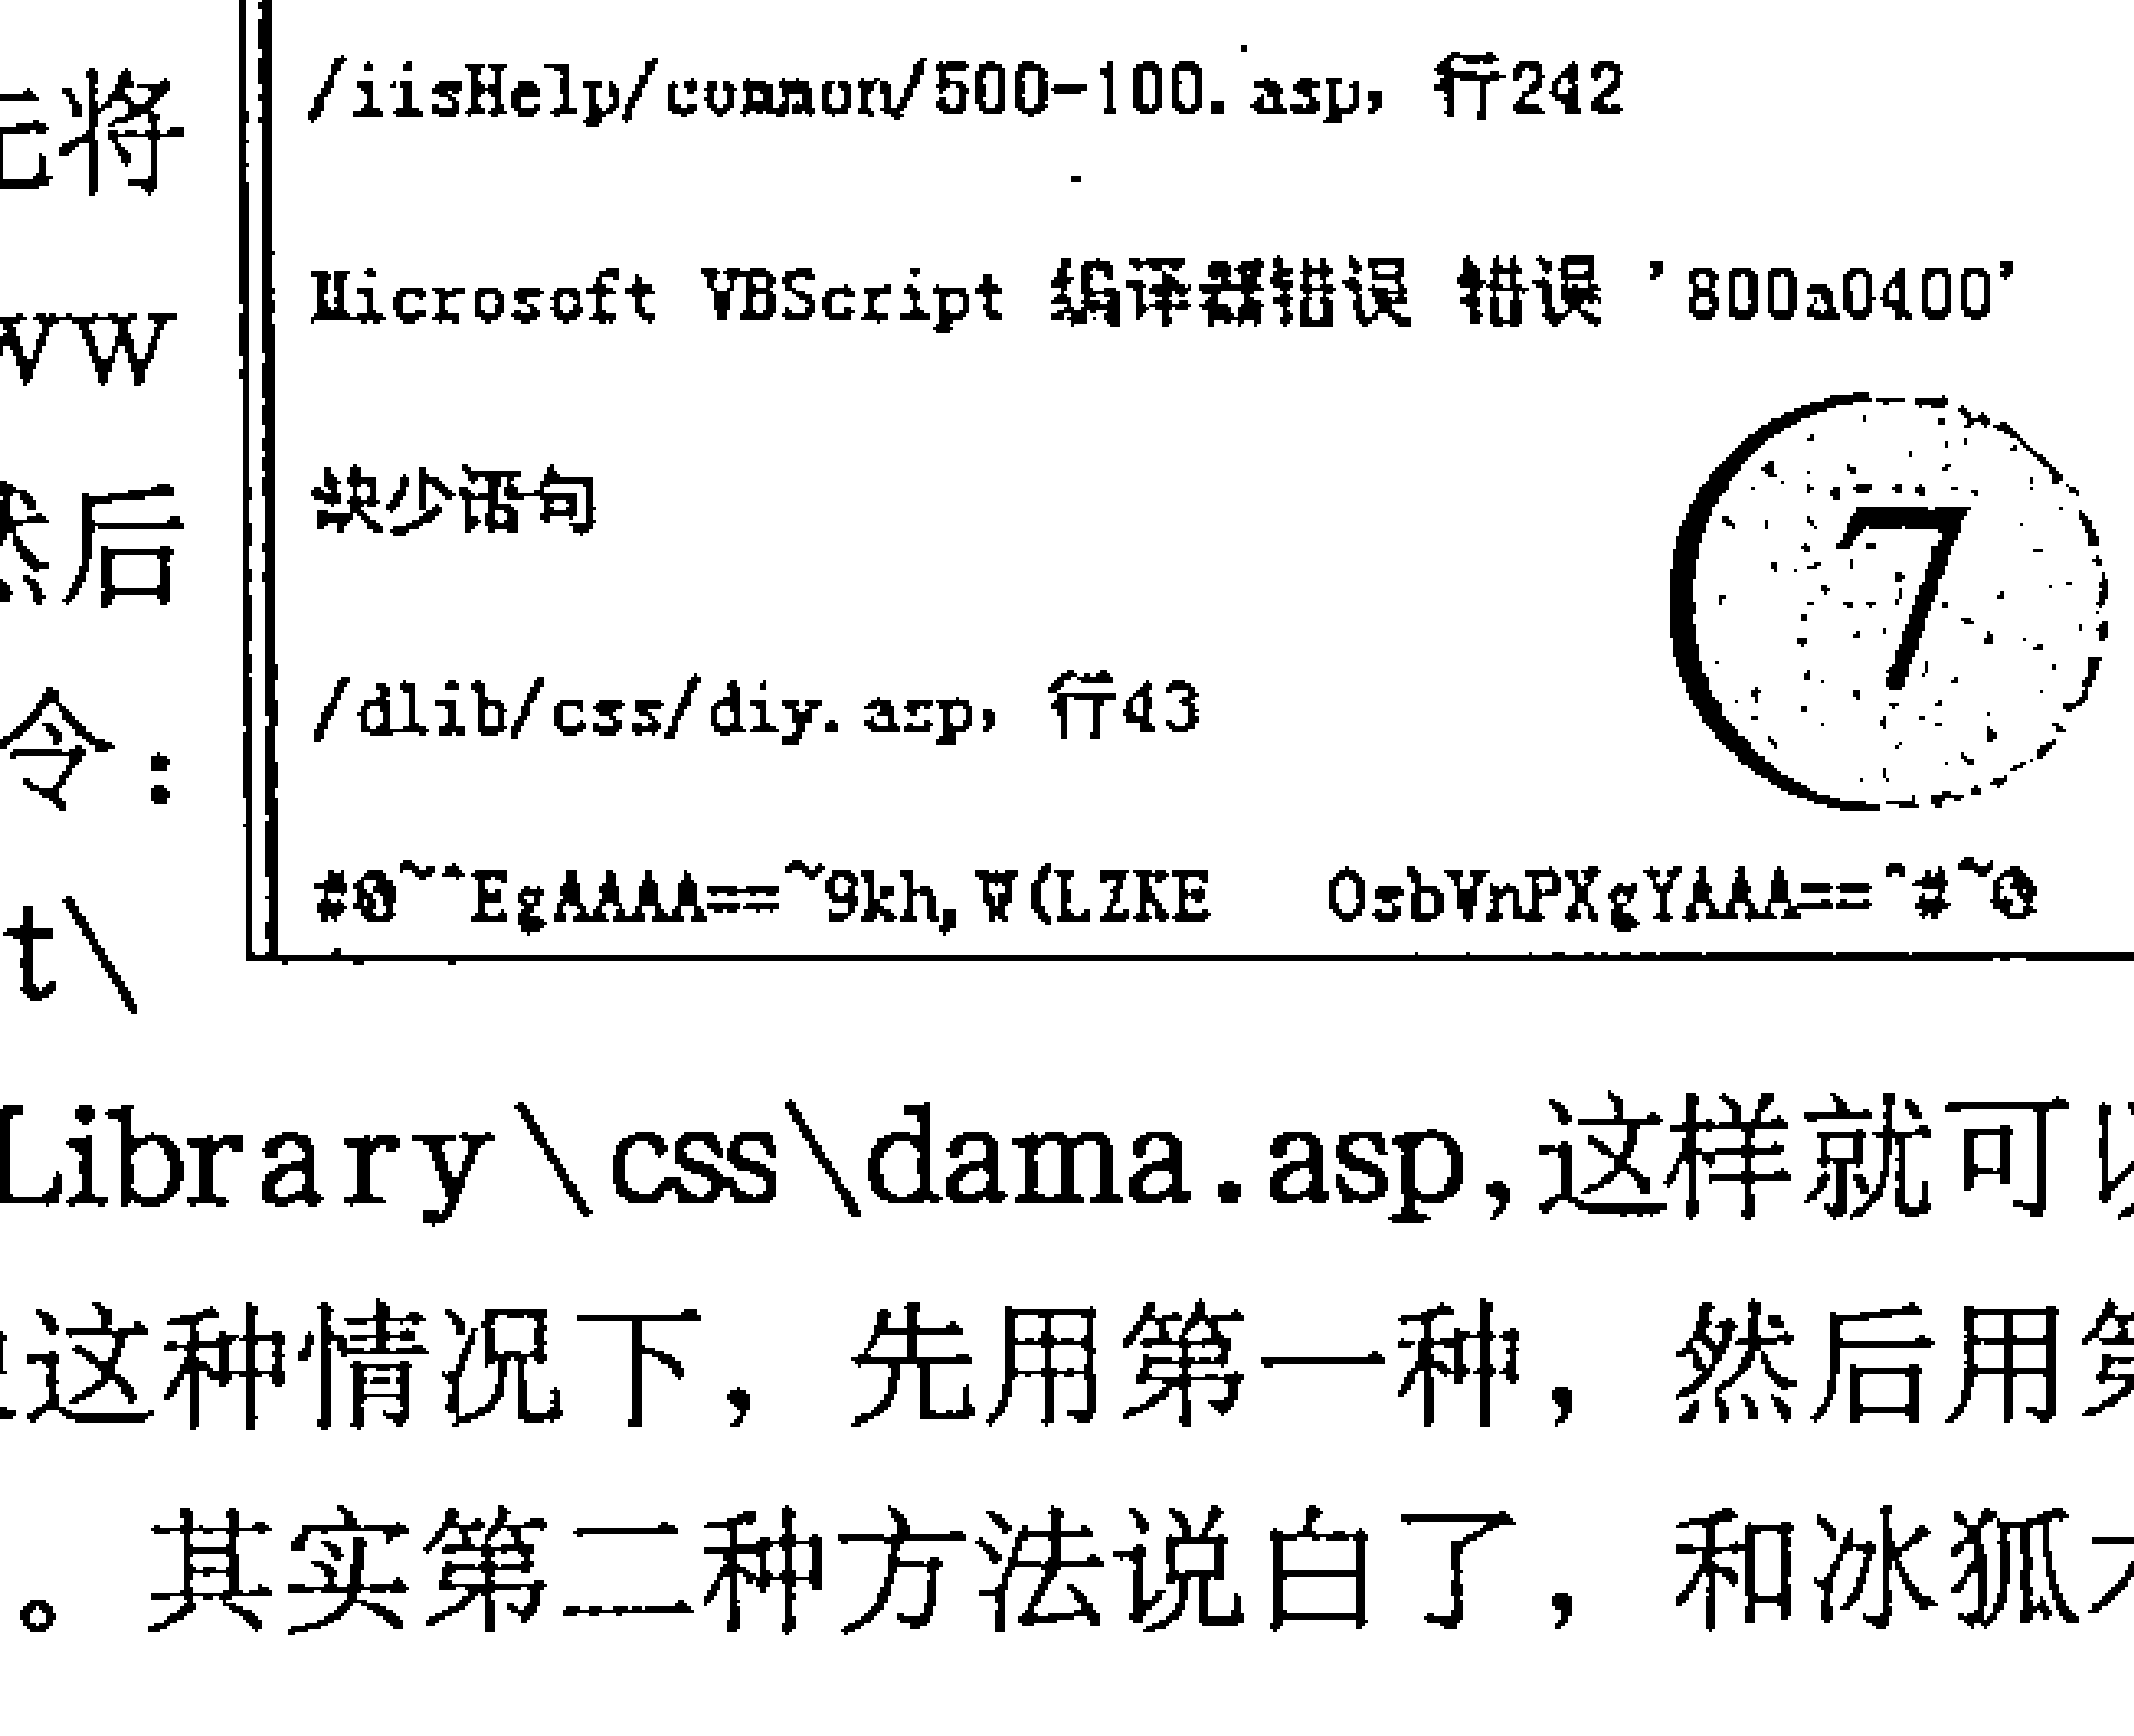 /iisHelp/common/500-100.asp，行242
Microsoft VBScript 编译器错误 错误 '800a0400'
缺少语句
7
/dlib/css/diy.asp，行43
#@~^EgAAAA==~9kh,W(LZKE OsbVnPXgYAAA==^#~@
将
w
后
令：
t\
Library\css\dama.asp,这样就可
这种情况下，先用第一种，然后用
。其实第二种方法说白了，和冰狐